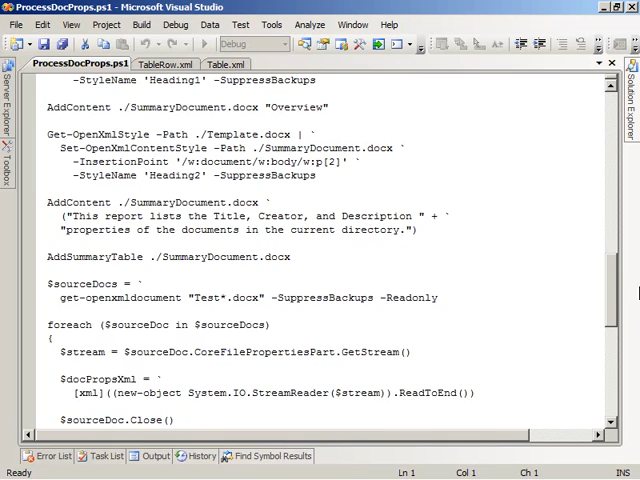 ProcessDocProps.ps1 - Microsoft Visual Studio
File Edit View Project Build Debug Data Test Tools Analyze Window Help
Debug
ProcessDocProps.ps1 TableRow.xml Table.xml
Server Explorer
Toolbox
Solution Explorer
-StyleName 'Heading1' -SuppressBackups
AddContent ./SummaryDocument.docx "Overview"
Get-OpenXmlStyle -Path ./Template.docx | `
Set-OpenXmlContentStyle -Path ./SummaryDocument.docx `
-InsertionPoint '/w:document/w:body/w:p[2]' `
-StyleName 'Heading2' -SuppressBackups
AddContent ./SummaryDocument.docx `
("This report lists the Title, Creator, and Description " + `
"properties of the documents in the current directory.")
AddSummaryTable ./SummaryDocument.docx
$sourceDocs = `
get-openxmldocument "Test*.docx" -SuppressBackups -Readonly
foreach ($sourceDoc in $sourceDocs)
{
$stream = $sourceDoc.CoreFilePropertiesPart.GetStream()
$docPropsXml = `
[xml]((new-object System.IO.StreamReader($stream)).ReadToEnd())
$sourceDoc.Close()
Error List Task List Output History Find Symbol Results
Ready Ln 1 Col 1 Ch 1 INS